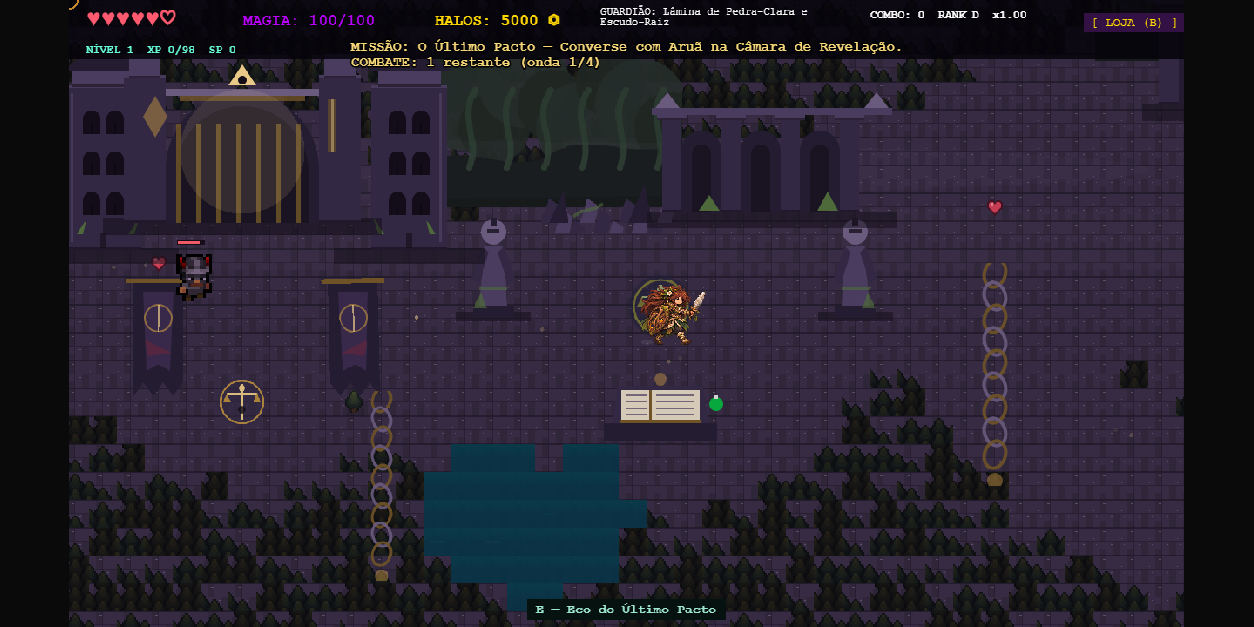 MAGIA: 100/100
HALOS: 5000
GUARDIÃO: Lâmina de Pedra-Clara e
Escudo-Raiz
COMBO: 0 RANK D x1.00
[ LOJA (B) ]
NÍVEL 1 XP 0/98 SP 0
MISSÃO: O Último Pacto — Converse com Aruã na Câmara de Revelação.
COMBATE: 1 restante (onda 1/4)
E — Eco do Último Pacto